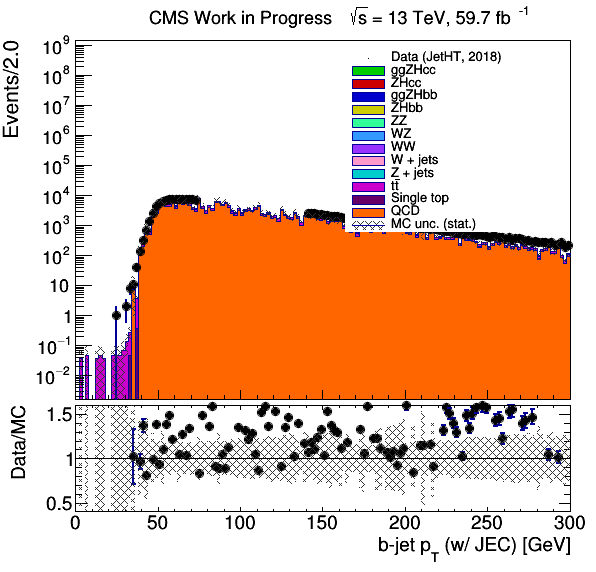 CMS Work in Progress √s = 13 TeV, 59.7 fb⁻¹
Events/2.0
10⁹
10⁸
10⁷
10⁶
10⁵
10⁴
10³
10²
10
1
10⁻¹
10⁻²
Data (JetHT, 2018)
ggZHcc
ZHcc
ggZHbb
ZHbb
ZZ
WZ
WW
W + jets
Z + jets
tt̄
Single top
QCD
MC unc. (stat.)
Data/MC
1.5
1
0.5
0 50 100 150 200 250 300
b-jet p_T (w/ JEC) [GeV]